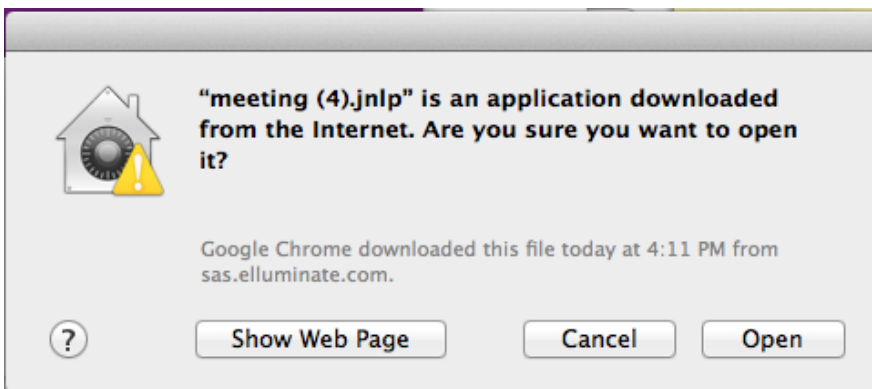 “meeting (4).jnlp” is an application downloaded
from the Internet. Are you sure you want to open
it?
Google Chrome downloaded this file today at 4:11 PM from
sas.elluminate.com.
?
Show Web Page
Cancel
Open